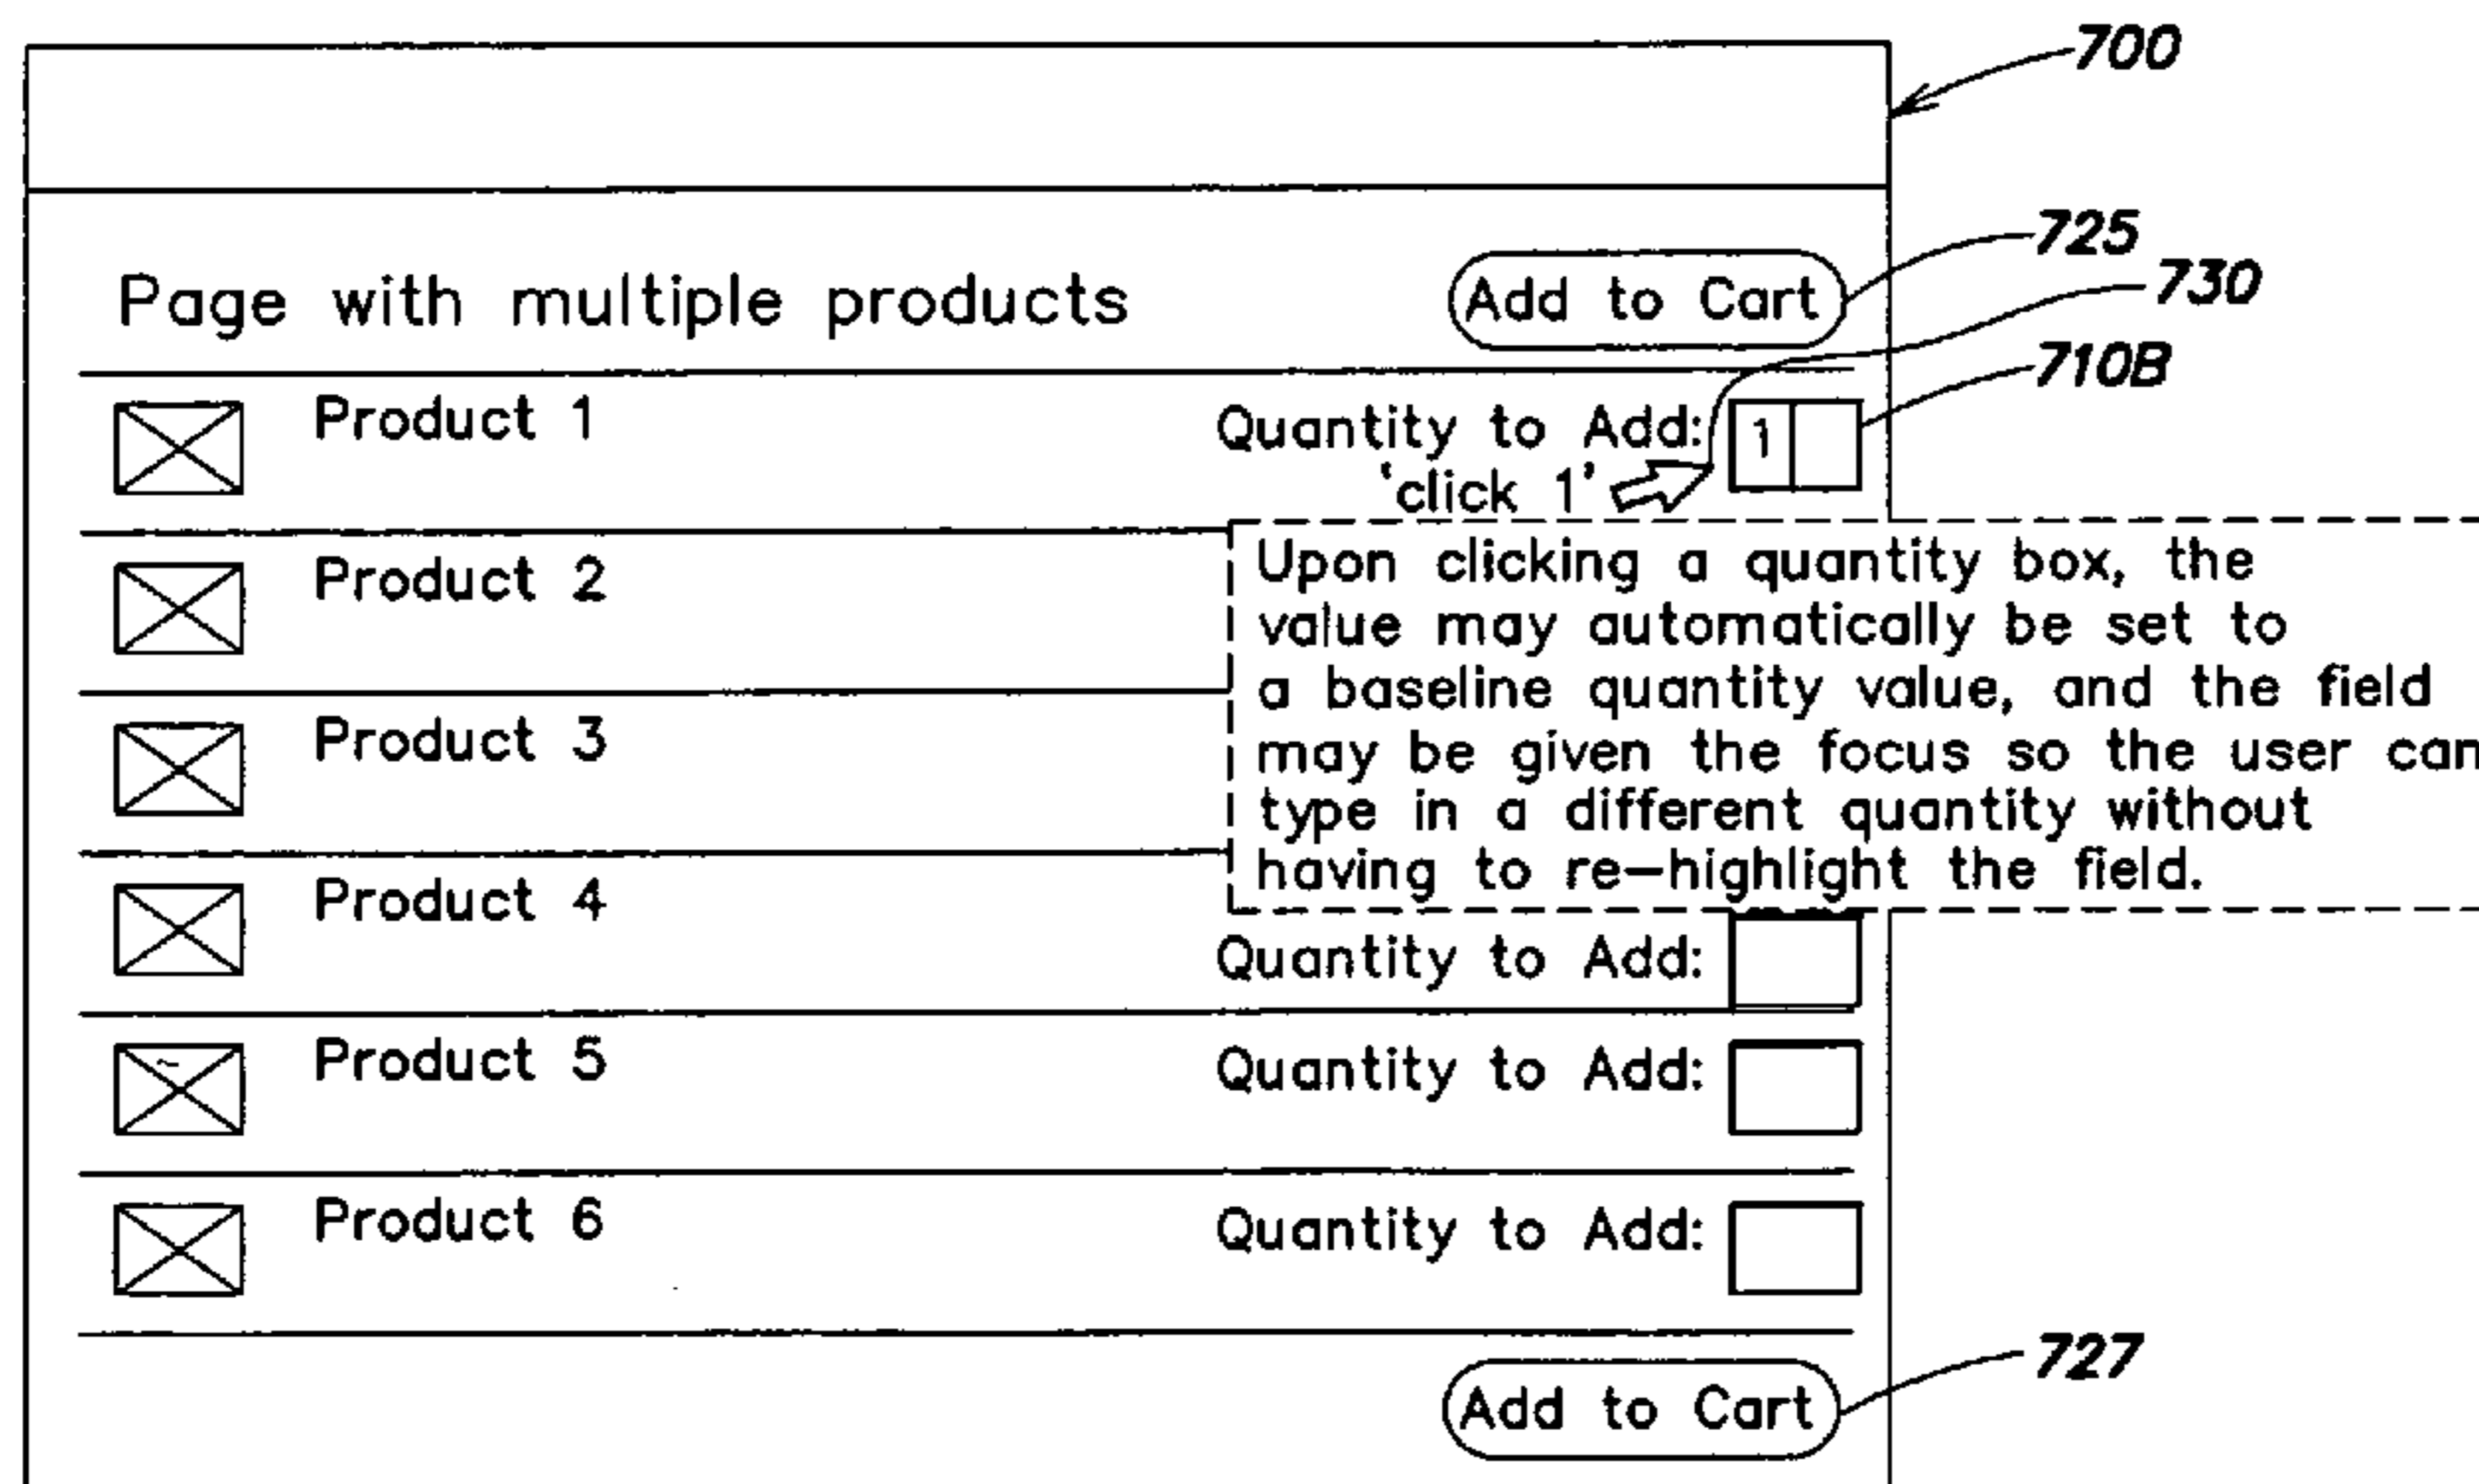 700
725
Page with multiple products Add to Cart
730
710B
Product 1 Quantity to Add: 1
'click 1'
Upon clicking a quantity box, the
value may automatically be set to
a baseline quantity value, and the field
may be given the focus so the user can
type in a different quantity without
having to re-highlight the field.
Product 2
Product 3
Product 4
Quantity to Add:
Product 5 Quantity to Add:
Product 6 Quantity to Add:
727
Add to Cart